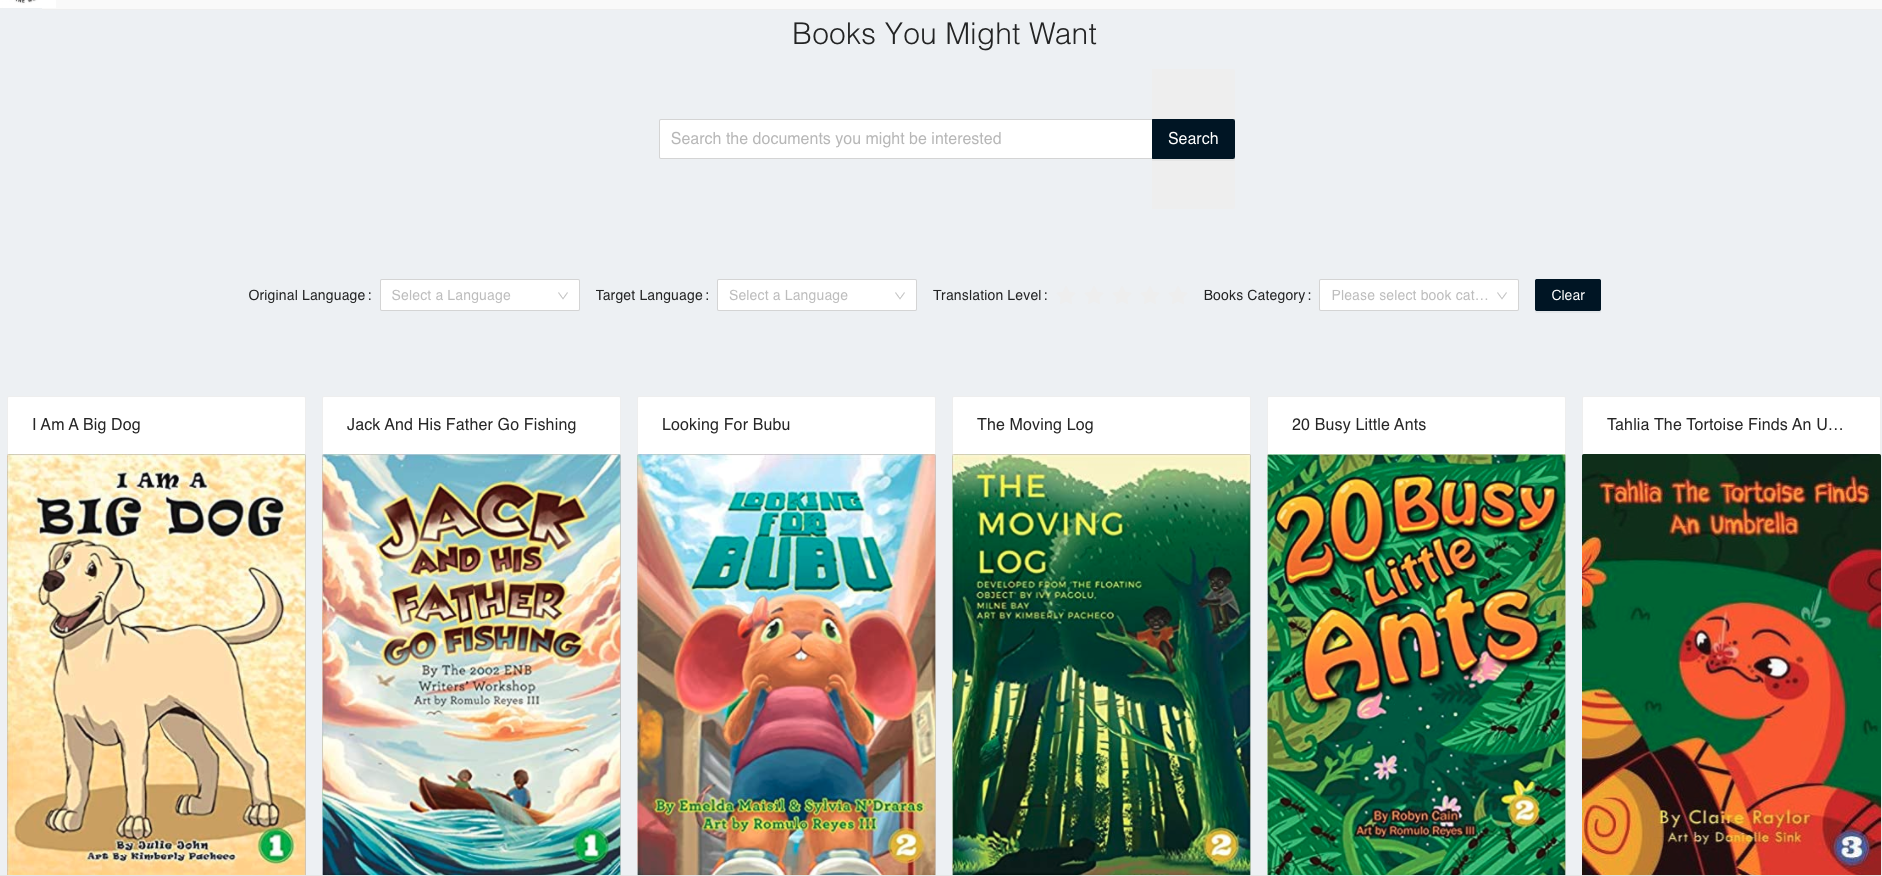 Books You Might Want
Search the documents you might be interested
Search
Original Language :
Select a Language
Target Language :
Select a Language
Translation Level :
Books Category :
Please select book cat...
Clear
I Am A Big Dog
I AM A
BIG DOG
By Julie John
Art By Kimberly Pacheco
1
Jack And His Father Go Fishing
JACK
AND HIS
FATHER
GO FISHING
By The 2002 ENB
Writers' Workshop
Art by Romulo Reyes III
1
Looking For Bubu
LOOKING
FOR
BUBU
By Emelda Maisil & Sylvia N'Draras
Art by Romulo Reyes III
2
The Moving Log
THE
MOVING
LOG
DEVELOPED FROM 'THE FLOATING
OBJECT' BY IVY PAGOLU,
MILNE BAY
ART BY KIMBERLY PACHECO
2
20 Busy Little Ants
20 Busy
Little
Ants
By Robyn Cain
Art by Romulo Reyes III
2
Tahlia The Tortoise Finds An U...
Tahlia The Tortoise Finds
An Umbrella
By Claire Raylor
Art by Danielle Sink
3